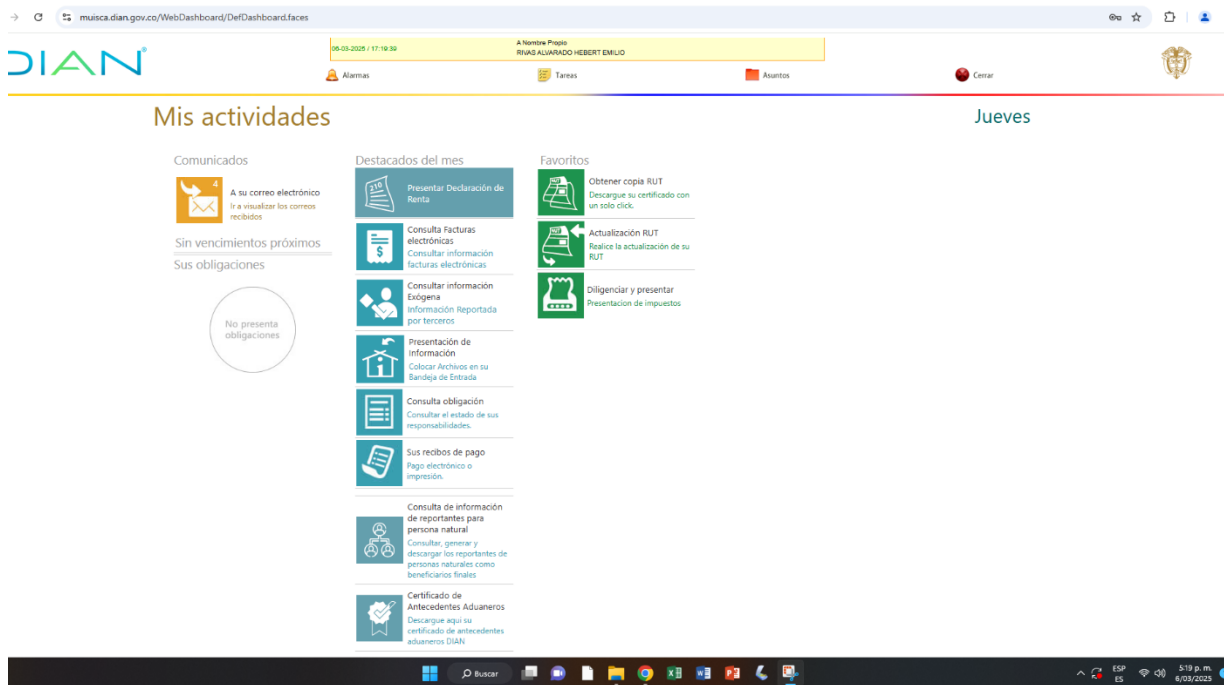 muisca.dian.gov.co/WebDashboard/DefDashboard.faces
DIAN
06-03-2025 / 17:19:39
A Nombre Propio
RIVAS ALVARADO HEBERT EMILIO
Alarmas
Tareas
Asuntos
Cerrar
Mis actividades
Jueves
Comunicados
4
A su correo electrónico
Ir a visualizar los correos
recibidos
Sin vencimientos próximos
Sus obligaciones
No presenta
obligaciones
Destacados del mes
210
Presentar Declaración de
Renta
Consulta Facturas
electrónicas
Consultar información
facturas electrónicas
Consultar información
Exógena
Información Reportada
por terceros
Presentación de
Información
Colocar Archivos en su
Bandeja de Entrada
Consulta obligación
Consultar el estado de sus
responsabilidades.
Sus recibos de pago
Pago electrónico o
impresión.
Consulta de información
de reportantes para
persona natural
Consultar, generar y
descargar los reportantes de
personas naturales como
beneficiarios finales
Certificado de
Antecedentes Aduaneros
Descargue aquí su
certificado de antecedentes
aduaneros DIAN
Favoritos
Obtener copia RUT
Descargue su certificado con
un solo click.
Actualización RUT
Realice la actualización de su
RUT
Diligenciar y presentar
Presentacion de impuestos
Buscar
ESP
ES
5:19 p. m.
6/03/2025